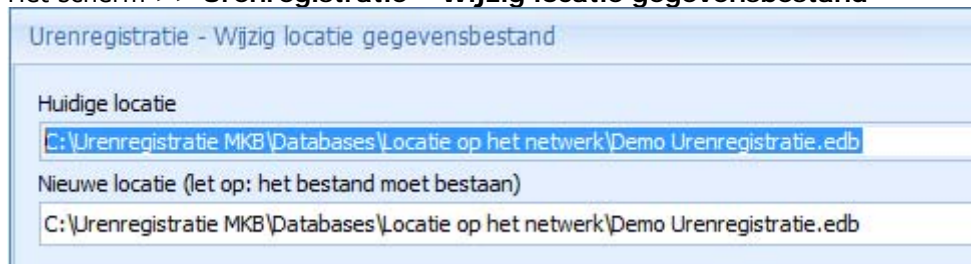 Urenregistratie - Wijzig locatie gegevensbestand
Huidige locatie
C:\Urenregistratie MKB\Databases\Locatie op het netwerk\Demo Urenregistratie.edb
Nieuwe locatie (let op: het bestand moet bestaan)
C:\Urenregistratie MKB\Databases\Locatie op het netwerk\Demo Urenregistratie.edb